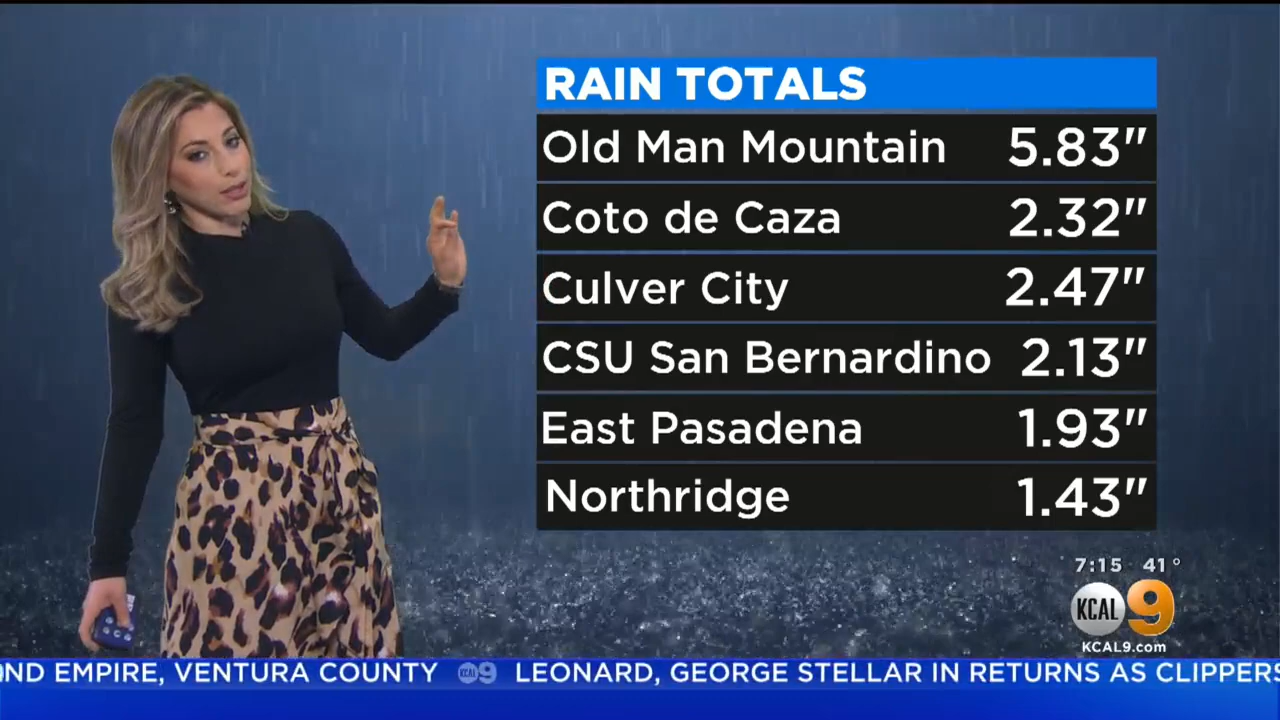 RAIN TOTALS
Old Man Mountain 5.83"
Coto de Caza 2.32"
Culver City 2.47"
CSU San Bernardino 2.13"
East Pasadena 1.93"
Northridge 1.43"
7:15 41°
KCAL 9
KCAL9.com
ND EMPIRE, VENTURA COUNTY KCAL 9 LEONARD, GEORGE STELLAR IN RETURNS AS CLIPPERS